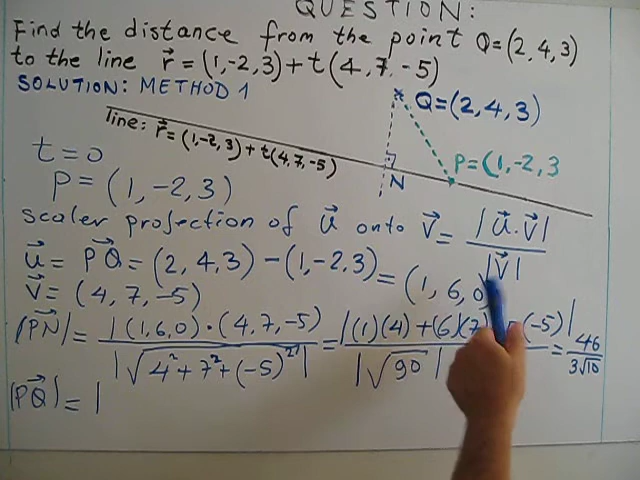 QUESTION:
Find the distance from the point Q=(2,4,3)
to the line r⃗=(1,-2,3)+t(4,7,-5)
SOLUTION: METHOD 1
Q=(2,4,3)
line: r⃗=(1,-2,3)+t(4,7,-5)
t=0
P=(1,-2,3
N
P=(1,-2,3)
scaler projection of u⃗ onto v⃗=|u⃗·v⃗|/|v⃗|
u⃗=PQ⃗=(2,4,3)-(1,-2,3)=(1,6,0
v⃗=(4,7,-5)
|PN⃗|=|(1,6,0)·(4,7,-5)|/|√4²+7²+(-5)²|=|(1)(4)+(6)(7 (-5)|/|√90|=46/3√10
|PQ⃗|=|